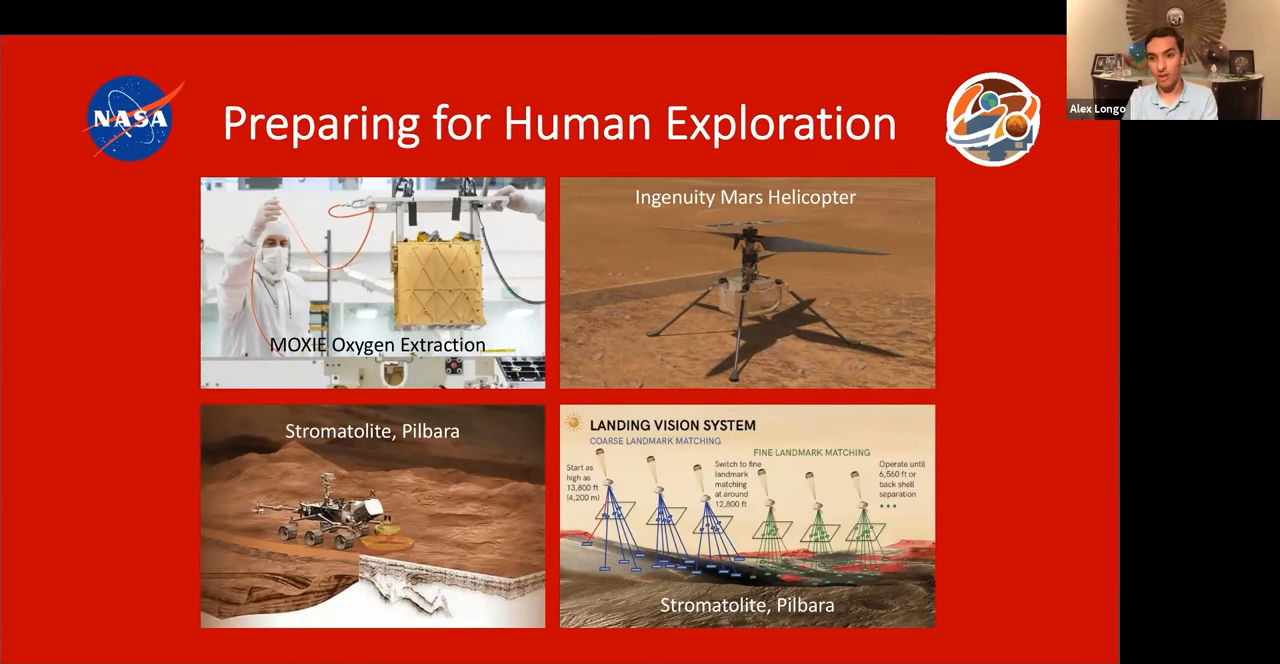 Alex Longo
NASA
Preparing for Human Exploration
MOXIE Oxygen Extraction
Ingenuity Mars Helicopter
Stromatolite, Pilbara
LANDING VISION SYSTEM
COARSE LANDMARK MATCHING
FINE LANDMARK MATCHING
Start as
high as
13,800 ft
(4,200 m)
Switch to fine
landmark
matching
at around
12,800 ft
Operate until
6,560 ft or
back shell
separation
Stromatolite, Pilbara